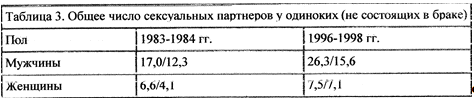 Таблица 3. Общее число сексуальных партнеров у одиноких (не состоящих в браке)
Пол 1983-1984 гг. 1996-1998 гг.
Мужчины 17,0/12,3 26,3/15,6
Женщины 6,6/4,1 7,5/7,1